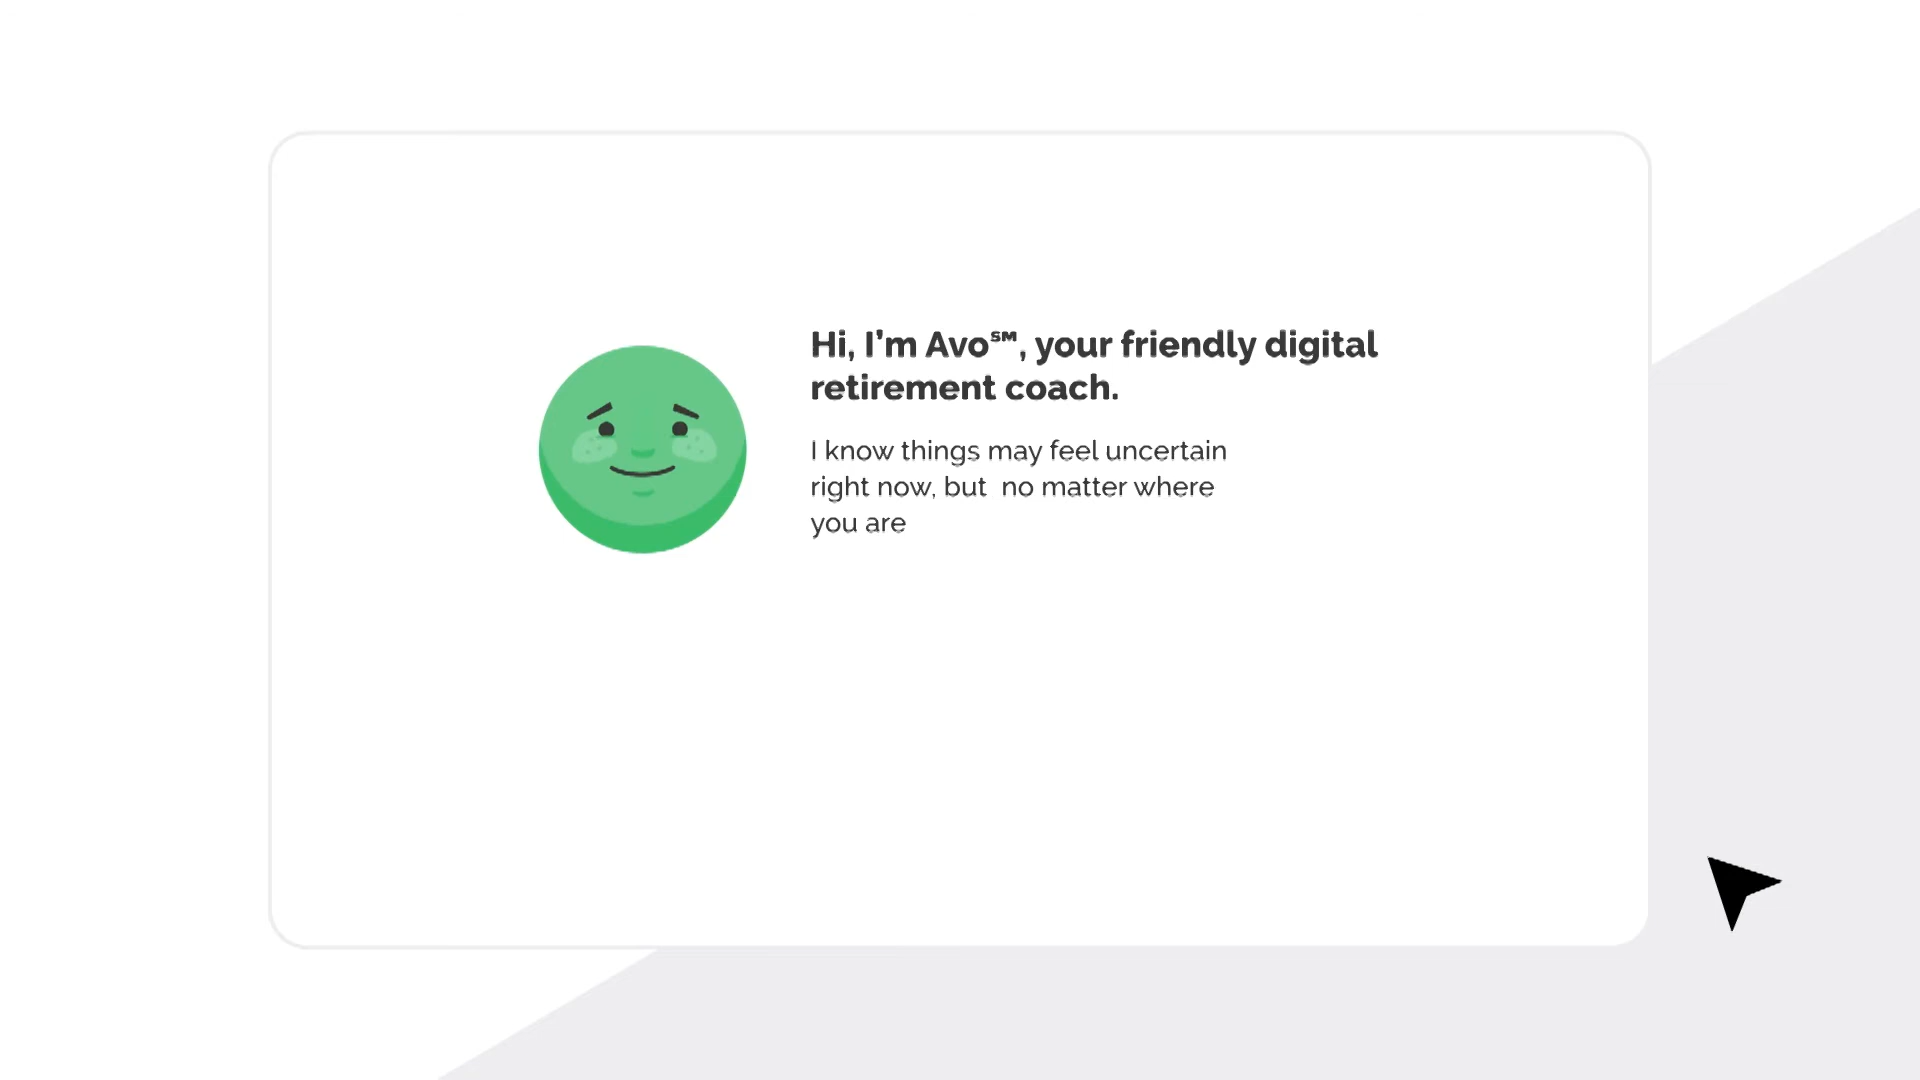 Hi, I'm Avo℠, your friendly digital
retirement coach.
I know things may feel uncertain
right now, but  no matter where
you are